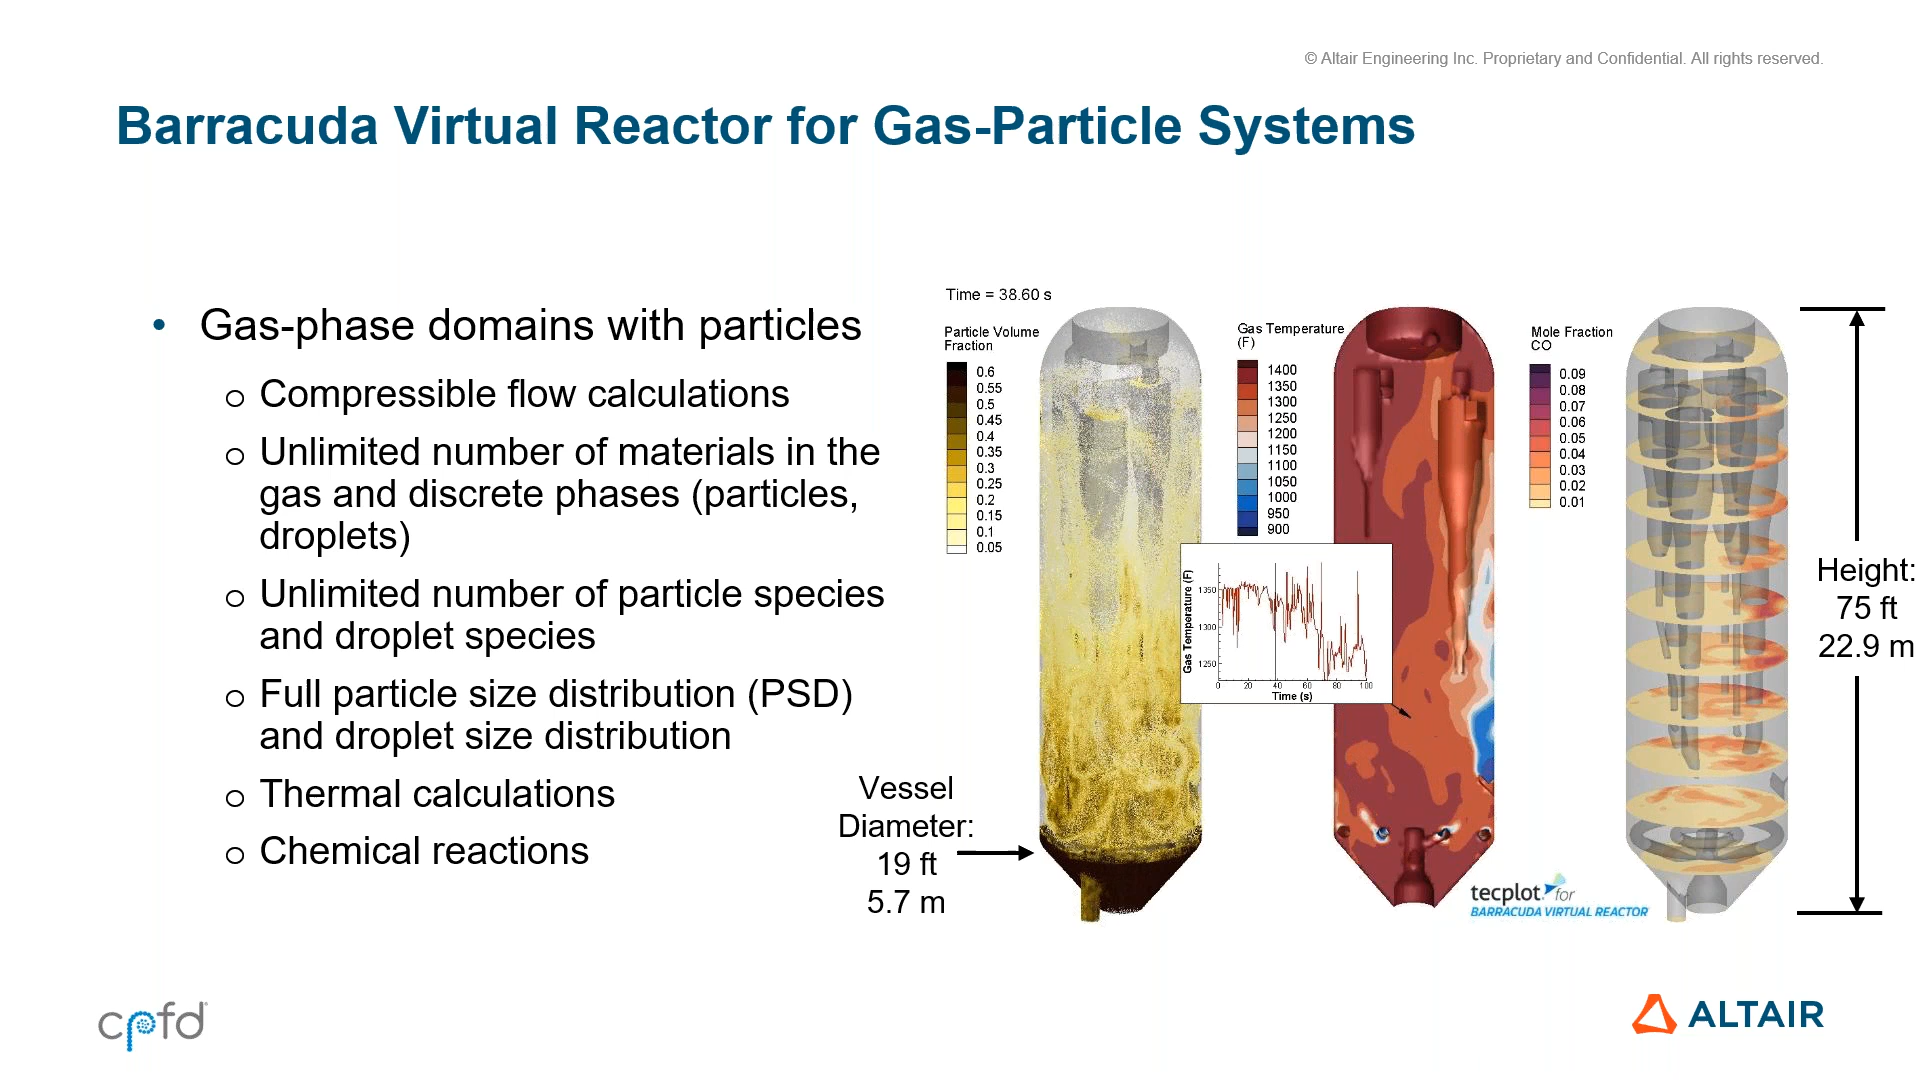 © Altair Engineering Inc. Proprietary and Confidential. All rights reserved.
Barracuda Virtual Reactor for Gas-Particle Systems
• Gas-phase domains with particles
o Compressible flow calculations
o Unlimited number of materials in the
gas and discrete phases (particles,
droplets)
o Unlimited number of particle species
and droplet species
o Full particle size distribution (PSD)
and droplet size distribution
o Thermal calculations
o Chemical reactions
Time = 38.60 s
Particle Volume
Fraction
0.6
0.55
0.5
0.45
0.4
0.35
0.3
0.25
0.2
0.15
0.1
0.05
Vessel
Diameter:
19 ft
5.7 m
Gas Temperature
(F)
1400
1350
1300
1250
1200
1150
1100
1050
1000
950
900
Gas Temperature (F)
1350
1300
1250
0 20 40 60 80 100
Time (s)
Mole Fraction
CO
0.09
0.08
0.07
0.06
0.05
0.04
0.03
0.02
0.01
Height:
75 ft
22.9 m
tecplot. for
BARRACUDA VIRTUAL REACTOR
cpfd
ALTAIR